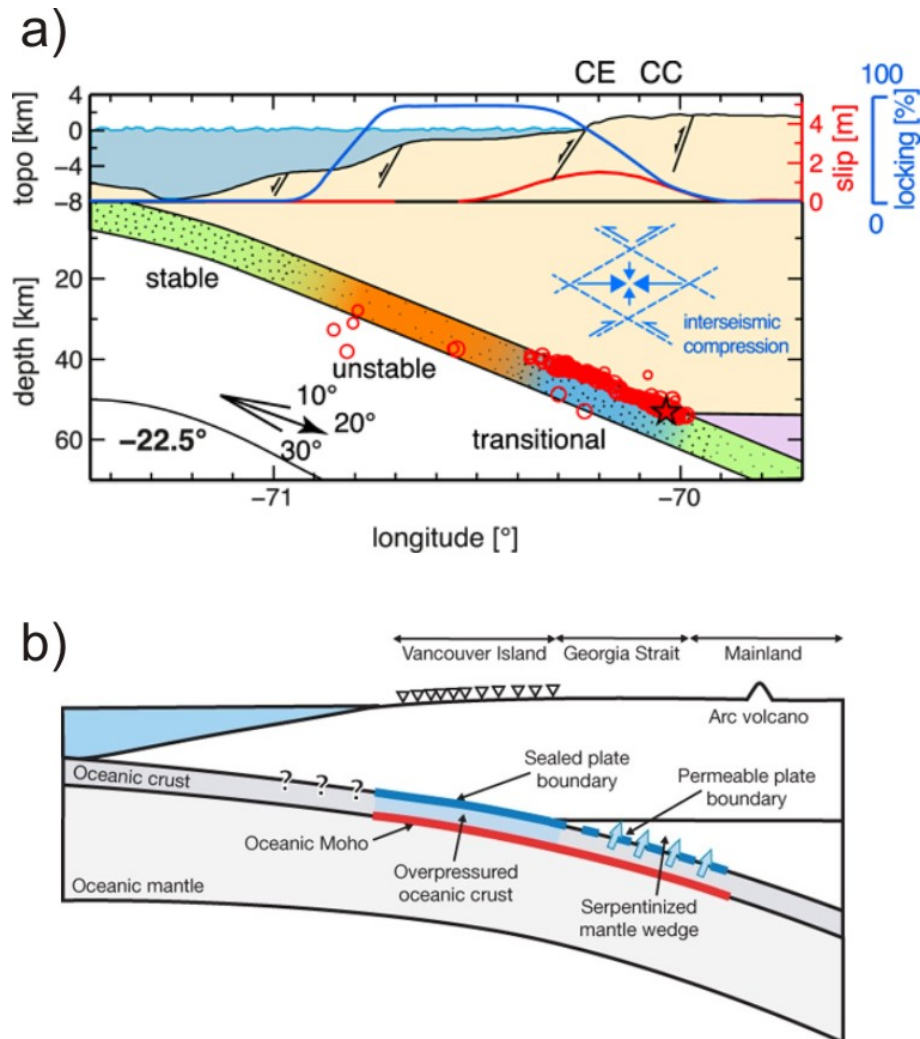 a)
CE CC
topo [km]
4
0
-4
-8
slip [m]
4
2
0
locking [%]
100
0
depth [km]
20
40
60
stable
unstable
transitional
interseismic
compression
10°
20°
30°
-22.5°
-71
-70
longitude [°]
b)
Vancouver Island Georgia Strait Mainland
Arc volcano
Sealed plate
boundary
Permeable plate
boundary
Oceanic crust
? ? ?
Oceanic Moho
Overpressured
oceanic crust
Serpentinized
mantle wedge
Oceanic mantle